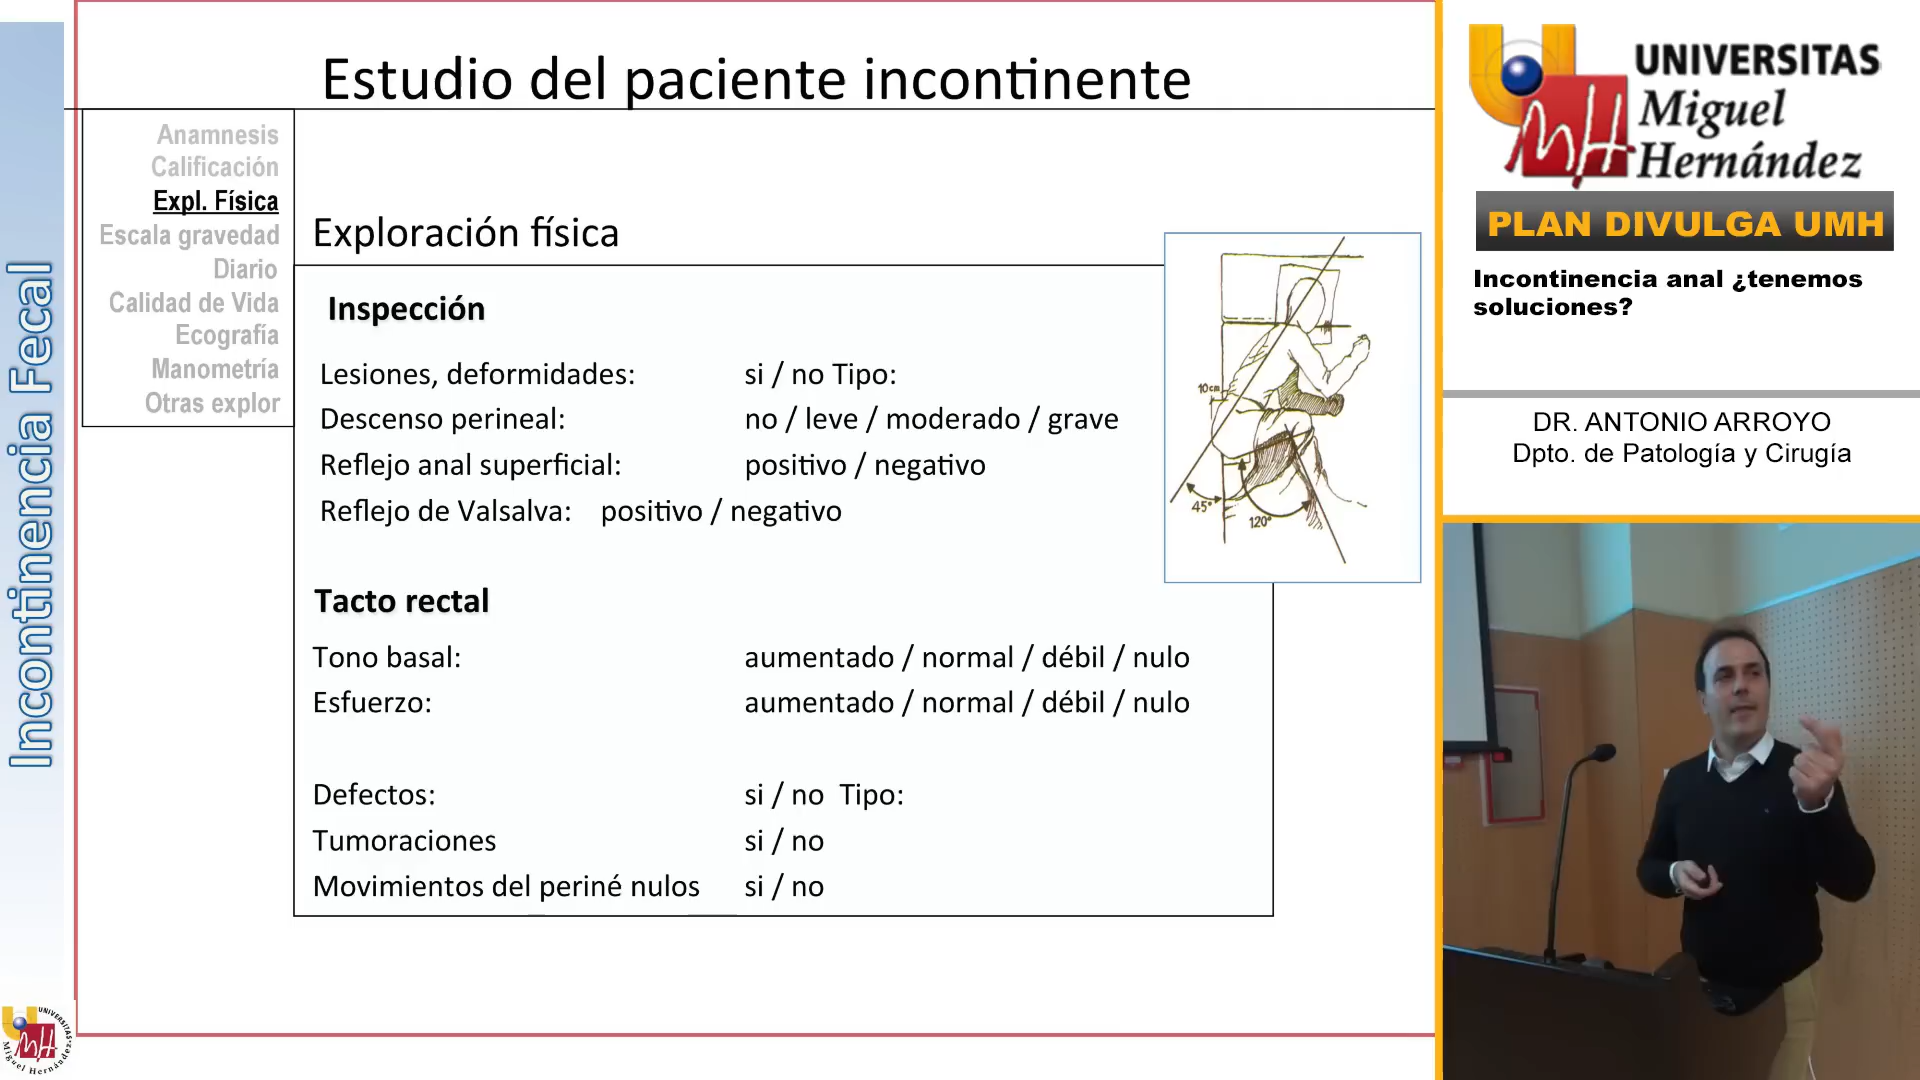 Estudio del paciente incontinente
Anamnesis
Calificación
Expl. Física
Escala gravedad
Diario
Calidad de Vida
Ecografía
Manometría
Otras explor
Incontinencia Fecal
Exploración física
Inspección
Lesiones, deformidades: si / no Tipo:
Descenso perineal: no / leve / moderado / grave
Reflejo anal superficial: positivo / negativo
Reflejo de Valsalva: positivo / negativo
Tacto rectal
Tono basal: aumentado / normal / débil / nulo
Esfuerzo: aumentado / normal / débil / nulo
Defectos: si / no Tipo:
Tumoraciones si / no
Movimientos del periné nulos si / no
10cm
45°
120°
UNIVERSITAS
Miguel
Hernández
PLAN DIVULGA UMH
Incontinencia anal ¿tenemos
soluciones?
DR. ANTONIO ARROYO
Dpto. de Patología y Cirugía
UNIVERSITAS
Miguel Hernández